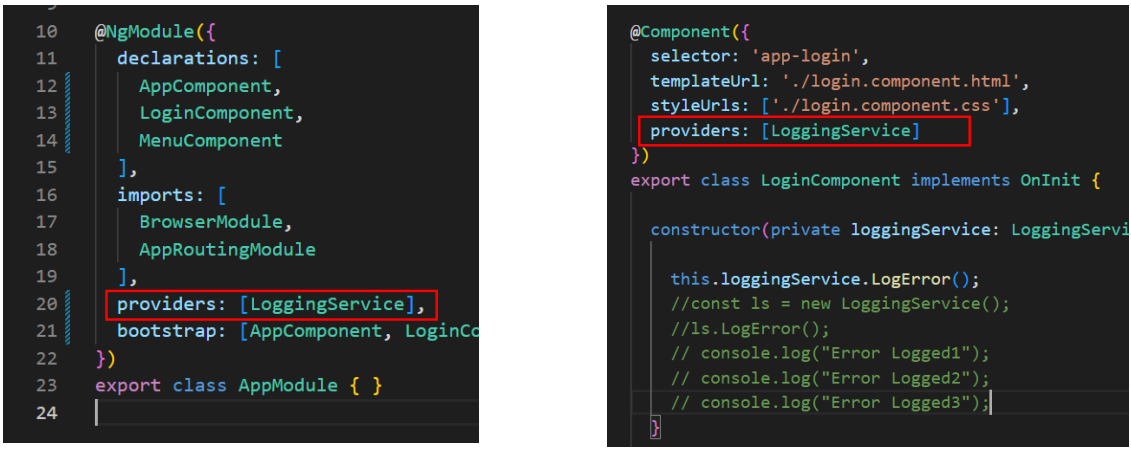 10 @NgModule({
11 declarations: [
12 AppComponent,
13 LoginComponent,
14 MenuComponent
15 ],
16 imports: [
17 BrowserModule,
18 AppRoutingModule
19 ],
20 providers: [LoggingService],
21 bootstrap: [AppComponent, LoginCo
22 })
23 export class AppModule { }
24
@Component({
selector: 'app-login',
templateUrl: './login.component.html',
styleUrls: ['./login.component.css'],
providers: [LoggingService]
})
export class LoginComponent implements OnInit {
constructor(private loggingService: LoggingServi
this.loggingService.LogError();
//const ls = new LoggingService();
//ls.LogError();
// console.log("Error Logged1");
// console.log("Error Logged2");
// console.log("Error Logged3");
}